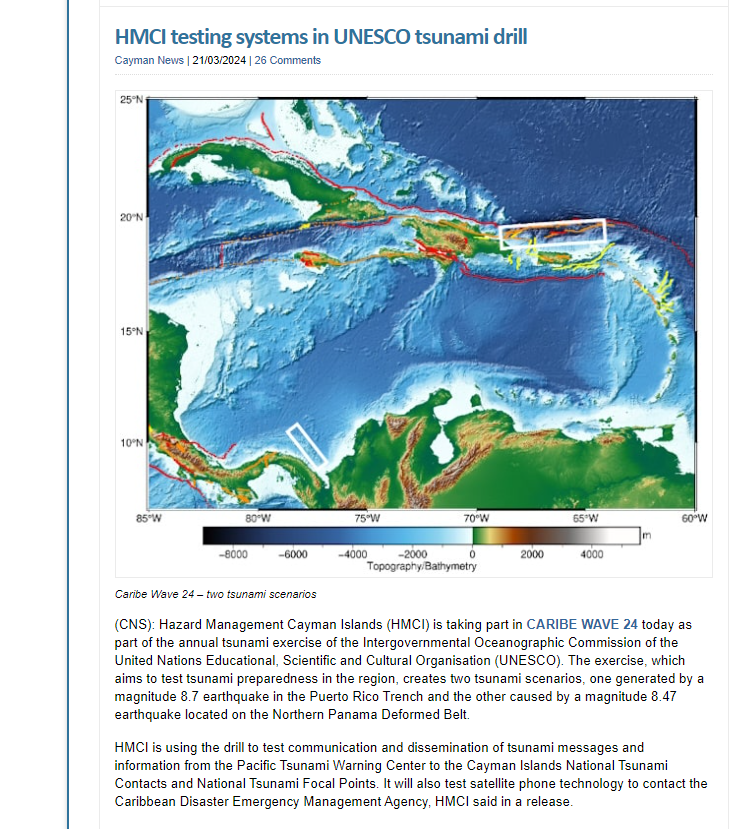 HMCI testing systems in UNESCO tsunami drill
Cayman News | 21/03/2024 | 26 Comments
25°N
20°N
15°N
10°N
85°W 80°W 75°W 70°W 65°W 60°W
m
−8000 −6000 −4000 −2000 0 2000 4000
Topography/Bathymetry
Caribe Wave 24 – two tsunami scenarios
(CNS): Hazard Management Cayman Islands (HMCI) is taking part in CARIBE WAVE 24 today as
part of the annual tsunami exercise of the Intergovernmental Oceanographic Commission of the
United Nations Educational, Scientific and Cultural Organisation (UNESCO). The exercise, which
aims to test tsunami preparedness in the region, creates two tsunami scenarios, one generated by a
magnitude 8.7 earthquake in the Puerto Rico Trench and the other caused by a magnitude 8.47
earthquake located on the Northern Panama Deformed Belt.
HMCI is using the drill to test communication and dissemination of tsunami messages and
information from the Pacific Tsunami Warning Center to the Cayman Islands National Tsunami
Contacts and National Tsunami Focal Points. It will also test satellite phone technology to contact the
Caribbean Disaster Emergency Management Agency, HMCI said in a release.